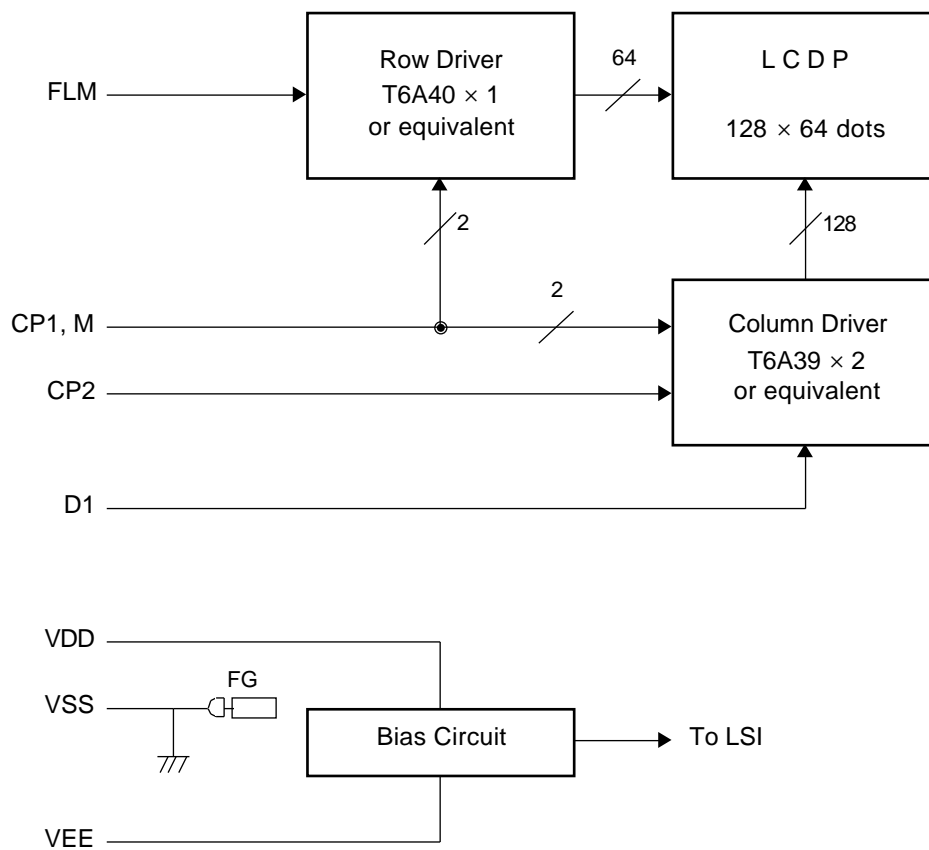 Row Driver
T6A40 × 1
or equivalent
64
L C D P
128 × 64 dots
FLM
2
128
CP1, M
2
Column Driver
T6A39 × 2
or equivalent
CP2
D1
VDD
FG
VSS
Bias Circuit
To LSI
VEE